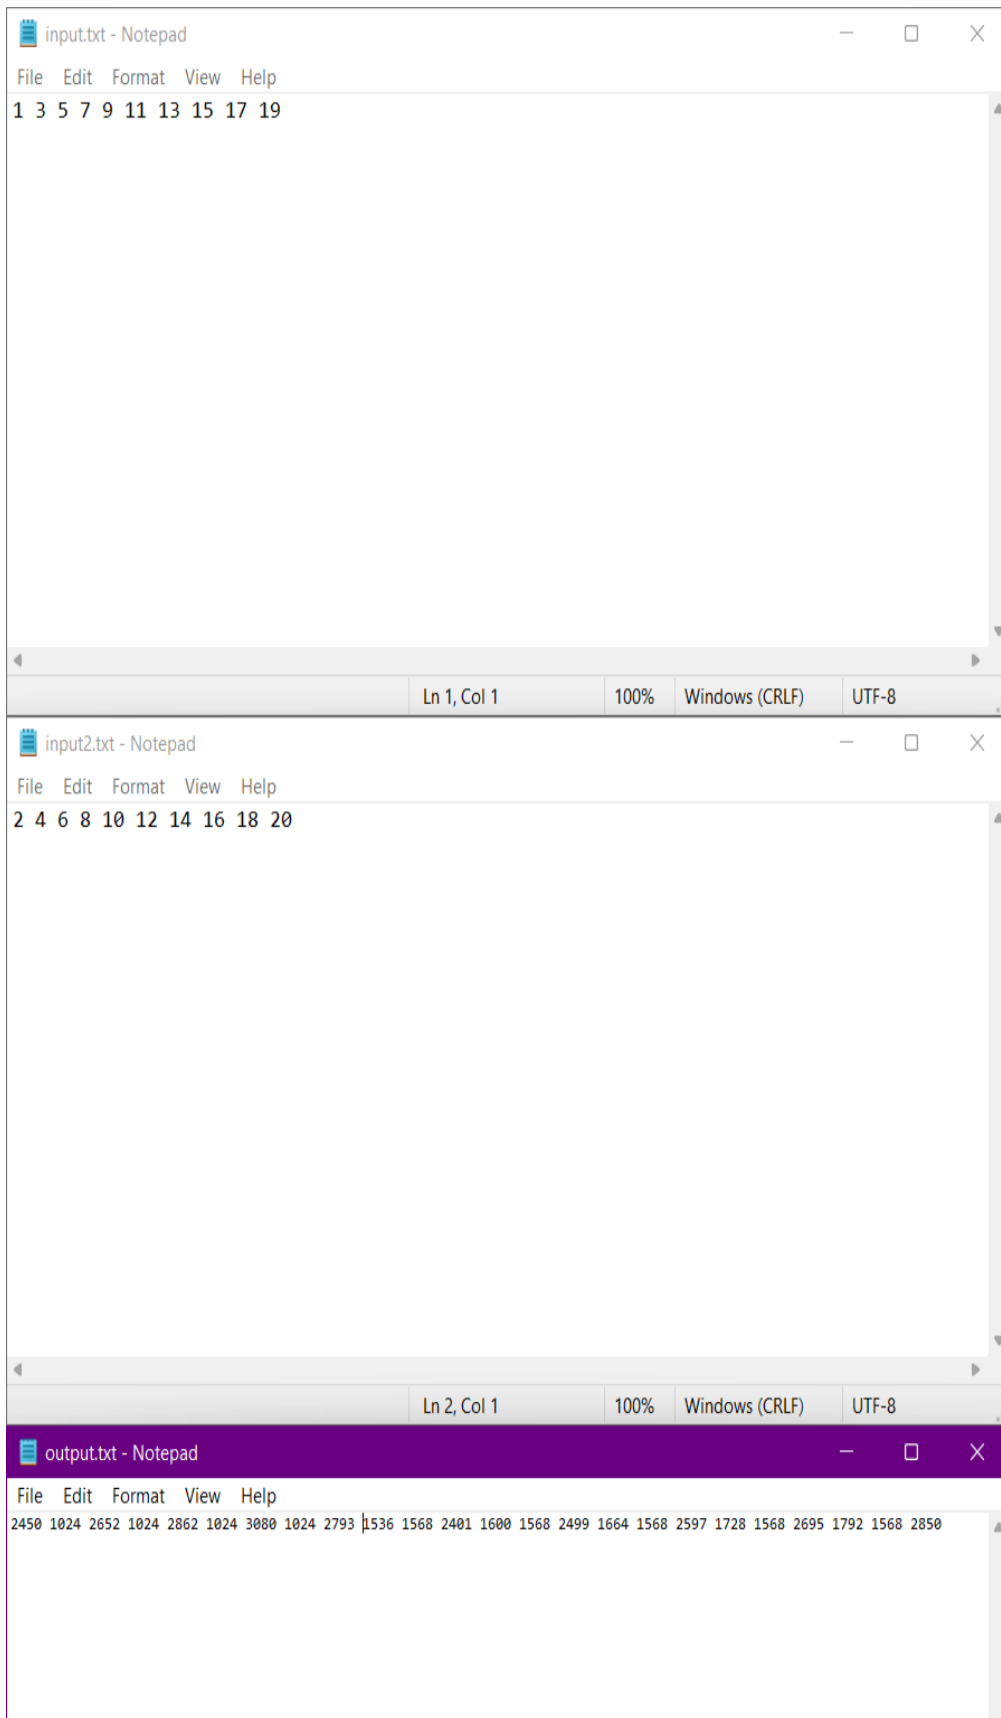 input.txt - Notepad
File Edit Format View Help
1 3 5 7 9 11 13 15 17 19
Ln 1, Col 1 100% Windows (CRLF) UTF-8
input2.txt - Notepad
File Edit Format View Help
2 4 6 8 10 12 14 16 18 20
Ln 2, Col 1 100% Windows (CRLF) UTF-8
output.txt - Notepad
File Edit Format View Help
2450 1024 2652 1024 2862 1024 3080 1024 2793 1536 1568 2401 1600 1568 2499 1664 1568 2597 1728 1568 2695 1792 1568 2850